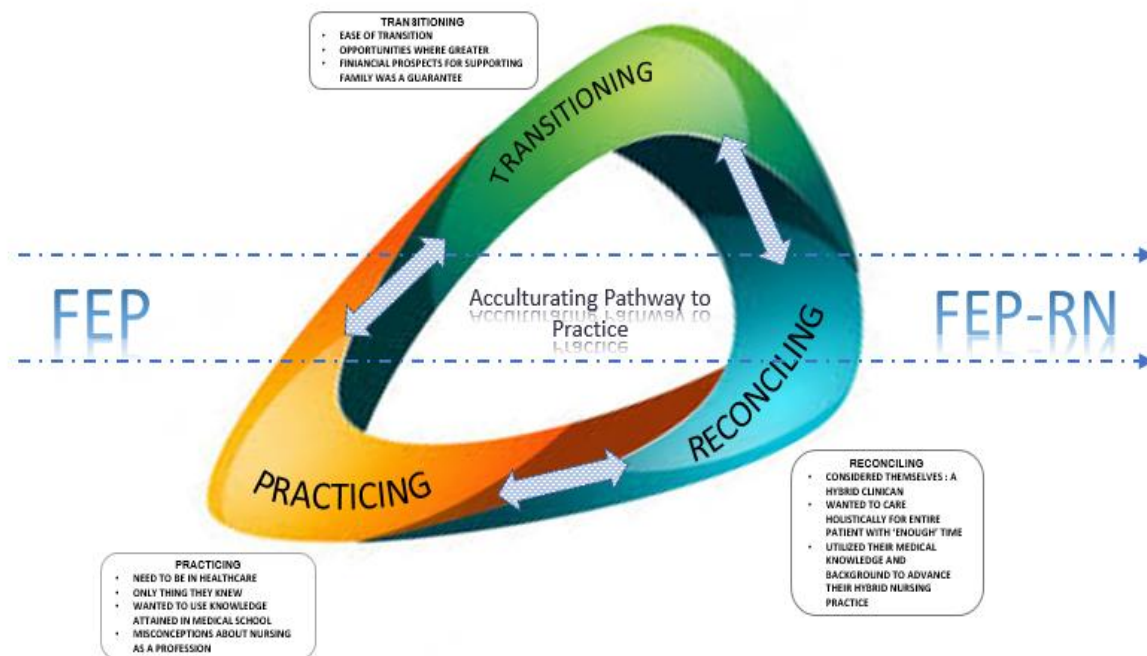 TRANSITIONING
• EASE OF TRANSITION
• OPPORTUNITIES WHERE GREATER
• FINIANCIAL PROSPECTS FOR SUPPORTING
FAMILY WAS A GUARANTEE
TRANSITIONING
FEP
Acculturating Pathway to
Practice
FEP-RN
RECONCILING
PRACTICING
RECONCILING
• CONSIDERED THEMSELVES : A
HYBRID CLINICAN
• WANTED TO CARE
HOLISTICALLY FOR ENTIRE
PATIENT WITH ‘ENOUGH’ TIME
• UTILIZED THEIR MEDICAL
KNOWLEDGE AND
BACKGROUND TO ADVANCE
THEIR HYBRID NURSING
PRACTICE
PRACTICING
• NEED TO BE IN HEALTHCARE
• ONLY THING THEY KNEW
• WANTED TO USE KNOWLEDGE
ATTAINED IN MEDICAL SCHOOL
• MISCONCEPTIONS ABOUT NURSING
AS A PROFESSION